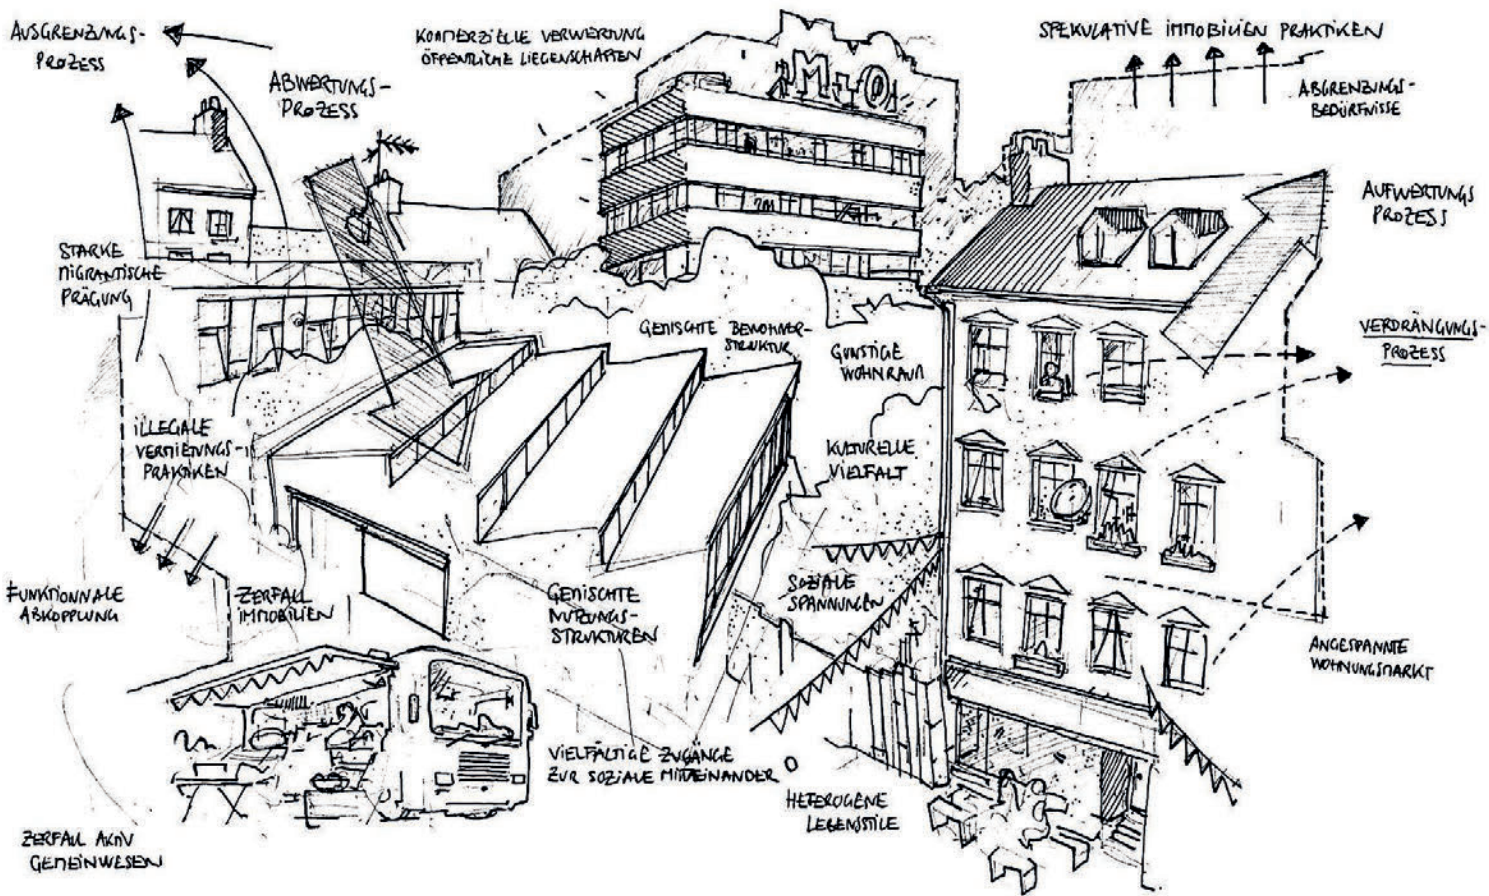 AUSGRENZUNGS-
PROZESS
ABWERTUNGS-
PROZESS
KOMMERZIELLE VERWERTUNG
ÖFFENTLICHE LIEGENSCHAFTEN
M+O
SPEKULATIVE IMMOBILIEN PRAKTIKEN
ABGRENZUNGS-
BEDÜRFNISSE
AUFWERTUNGS
PROZESS
STARKE
MIGRANTISCHE
PRÄGUNG
VERDRÄNGUNGS-
PROZESS
GEMISCHTE BEWOHNER-
STRUKTUR
GÜNSTIGE
WOHNRAUM
ILLEGALE
VERMIETUNGS-
PRAKTIKEN
KULTURELLE
VIELFALT
FUNKTIONNALE
ABKOPPLUNG
ZERFALL
IMMOBILIEN
GEMISCHTE
NUTZUNGS-
STRUKTUREN
SOZIALE
SPANNUNGEN
ANGESPANNTE
WOHNUNGSMARKT
VIELFÄLTIGE ZUGÄNGE
ZUR SOZIALE MITEINANDER
HETEROGENE
LEBENSSTILE
ZERFALL AKTIV
GEMEINWESEN